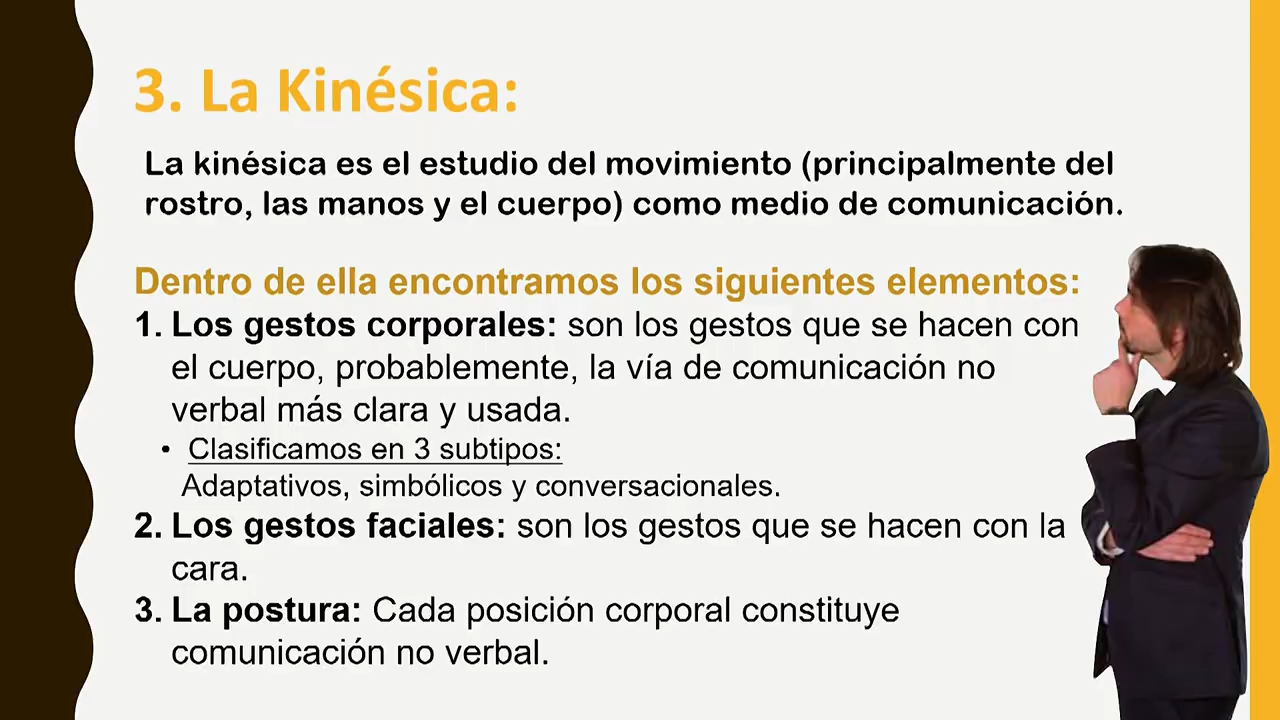 3. La Kinésica:
La kinésica es el estudio del movimiento (principalmente del
rostro, las manos y el cuerpo) como medio de comunicación.
Dentro de ella encontramos los siguientes elementos:
1. Los gestos corporales: son los gestos que se hacen con
el cuerpo, probablemente, la vía de comunicación no
verbal más clara y usada.
• Clasificamos en 3 subtipos:
Adaptativos, simbólicos y conversacionales.
2. Los gestos faciales: son los gestos que se hacen con la
cara.
3. La postura: Cada posición corporal constituye
comunicación no verbal.